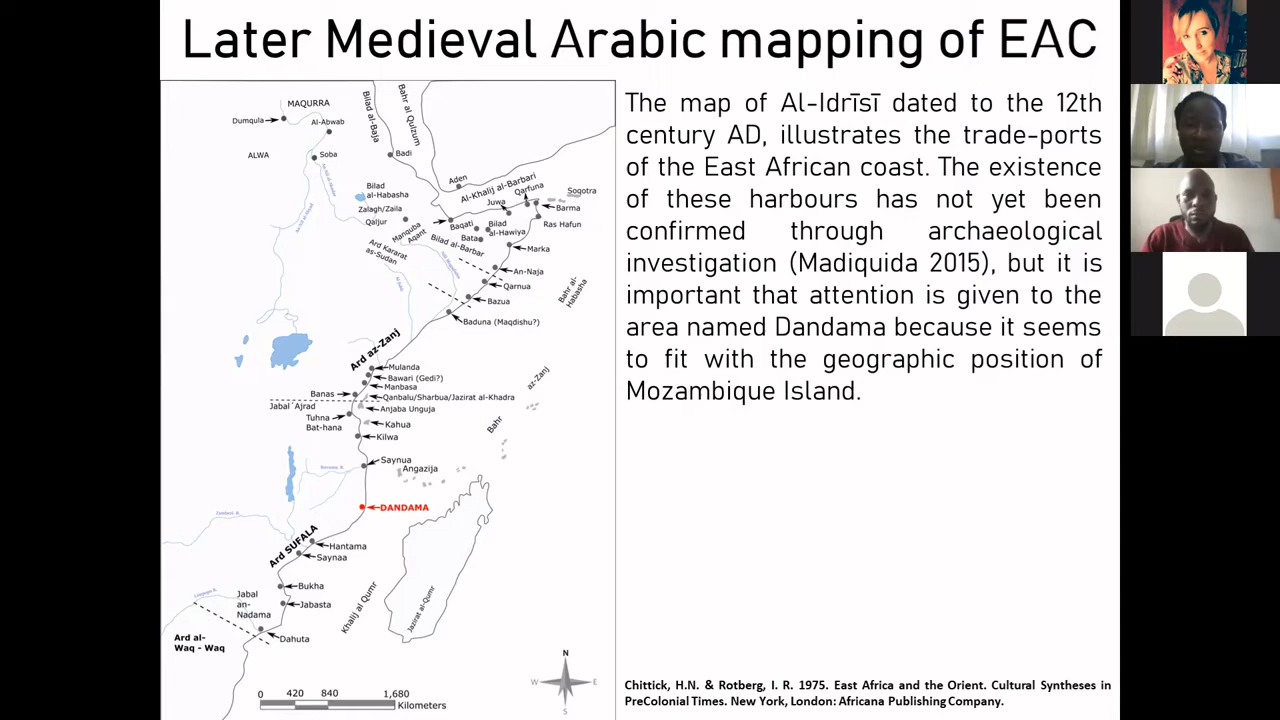 Later Medieval Arabic mapping of EAC
MAQURRA
Dumqula
Al-Abwab
ALWA
Soba
Bilad al-Baja
Bahr al Qulzum
Badi
Aden
Al-Khalij al-Barbari
Bilad
al-Habasha
Zalagh/Zaila
Qaljur
Manquba
Aqant
Baqati
Juwa
Qarfuna
Soqotra
Barma
Ras Hafun
Bilad
al-Hawiya
Bata
Bilad al-Barbar
Ard Kararat
as-Sudan
Marka
An-Naja
Qarnua
Bazua
Baduna (Maqdishu?)
Bahr al-
Habasha
Ard az-Zanj
Mulanda
Bawari (Gedi?)
Manbasa
Banas
Qanbalu/Sharbua/Jazirat al-Khadra
Jabal ´Ajrad
Anjaba Unguja
Tuhna
Bat-hana
Kahua
Kilwa
Bahr
az-Zanj
Saynua
Angazija
DANDAMA
Ard SUFALA
Hantama
Saynaa
Bukha
Jabasta
Jabal
an-
Nadama
Dahuta
Ard al-
Waq - Waq
Khalij al Qumr
Jazirat al-Qumr
N
W
E
S
0 420 840 1,680
Kilometers
The map of Al-Idrīsī dated to the 12th
century AD, illustrates the trade-ports
of the East African coast. The existence
of these harbours has not yet been
confirmed through archaeological
investigation (Madiquida 2015), but it is
important that attention is given to the
area named Dandama because it seems
to fit with the geographic position of
Mozambique Island.
Chittick, H.N. & Rotberg, I. R. 1975. East Africa and the Orient. Cultural Syntheses in
PreColonial Times. New York, London: Africana Publishing Company.